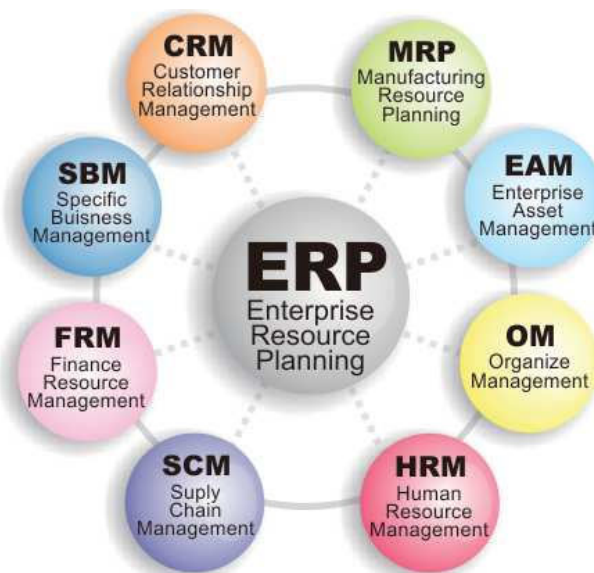 CRM
Customer
Relationship
Management
MRP
Manufacturing
Resource
Planning
SBM
Specific
Buisness
Management
EAM
Enterprise
Asset
Management
ERP
Enterprise
Resource
Planning
FRM
Finance
Resource
Management
OM
Organize
Management
SCM
Suply
Chain
Management
HRM
Human
Resource
Management